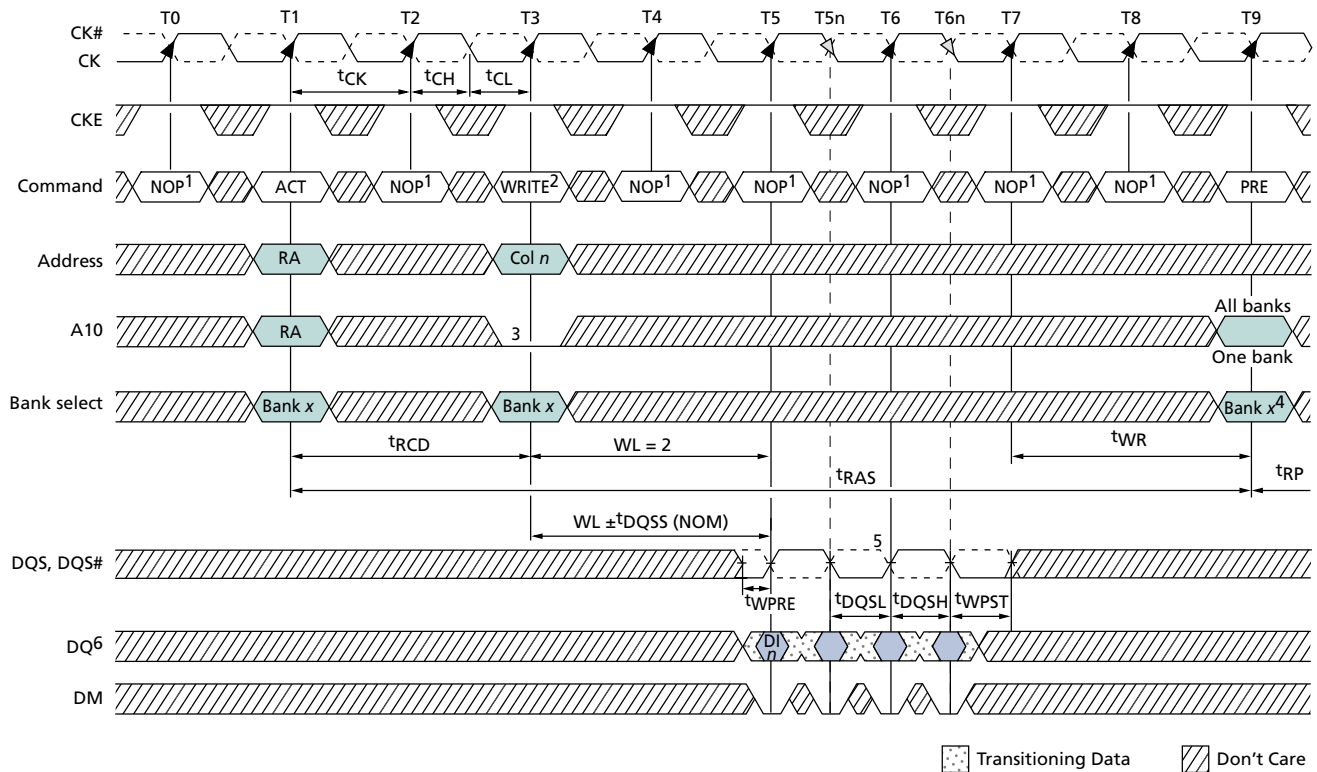 T0 T1 T2 T3 T4 T5 T5n T6 T6n T7 T8 T9
CK#
CK
tCK tCH tCL
CKE
Command NOP1 ACT NOP1 WRITE2 NOP1 NOP1 NOP1 NOP1 NOP1 PRE
Address RA Col n
All banks
A10 RA 3
One bank
Bank select Bank x Bank x Bank x4
tRCD WL = 2 tWR
tRAS tRP
WL ±tDQSS (NOM)
5
DQS, DQS#
tWPRE tDQSL tDQSH tWPST
DQ6 DI
n
DM
Transitioning Data Don't Care